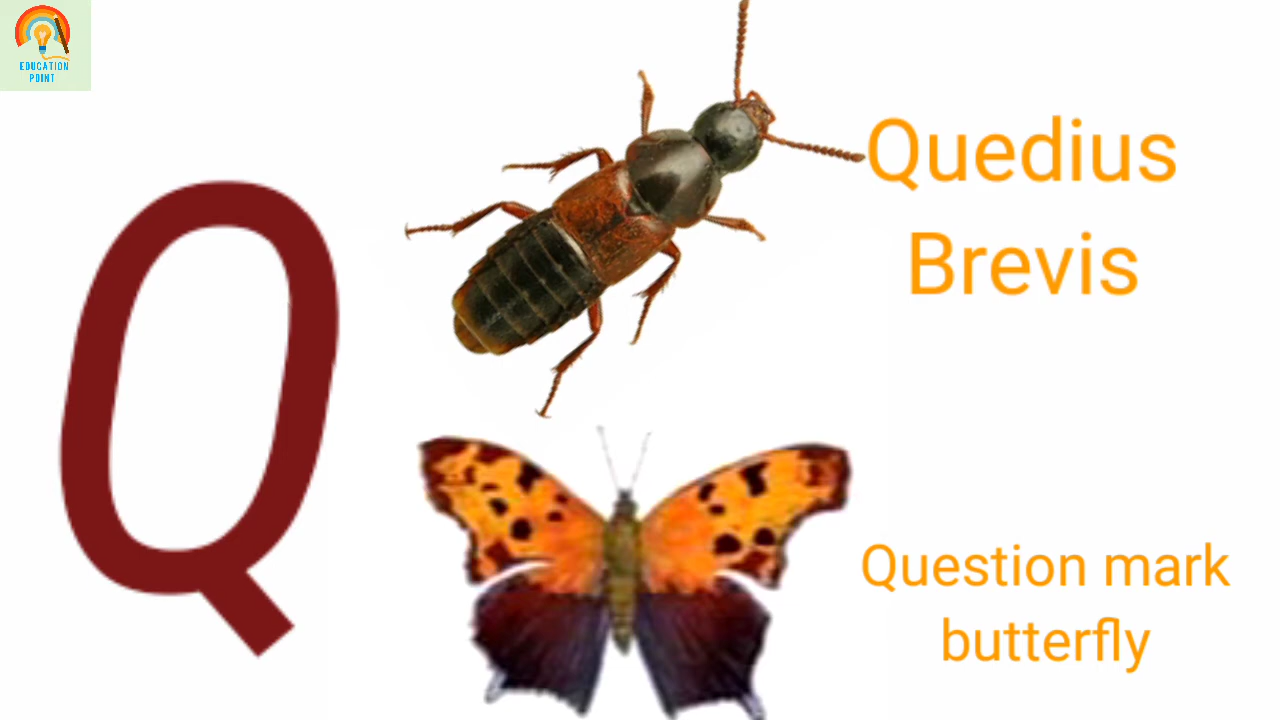 EDUCATION
POINT
Q
Quedius
Brevis
Question mark
butterfly